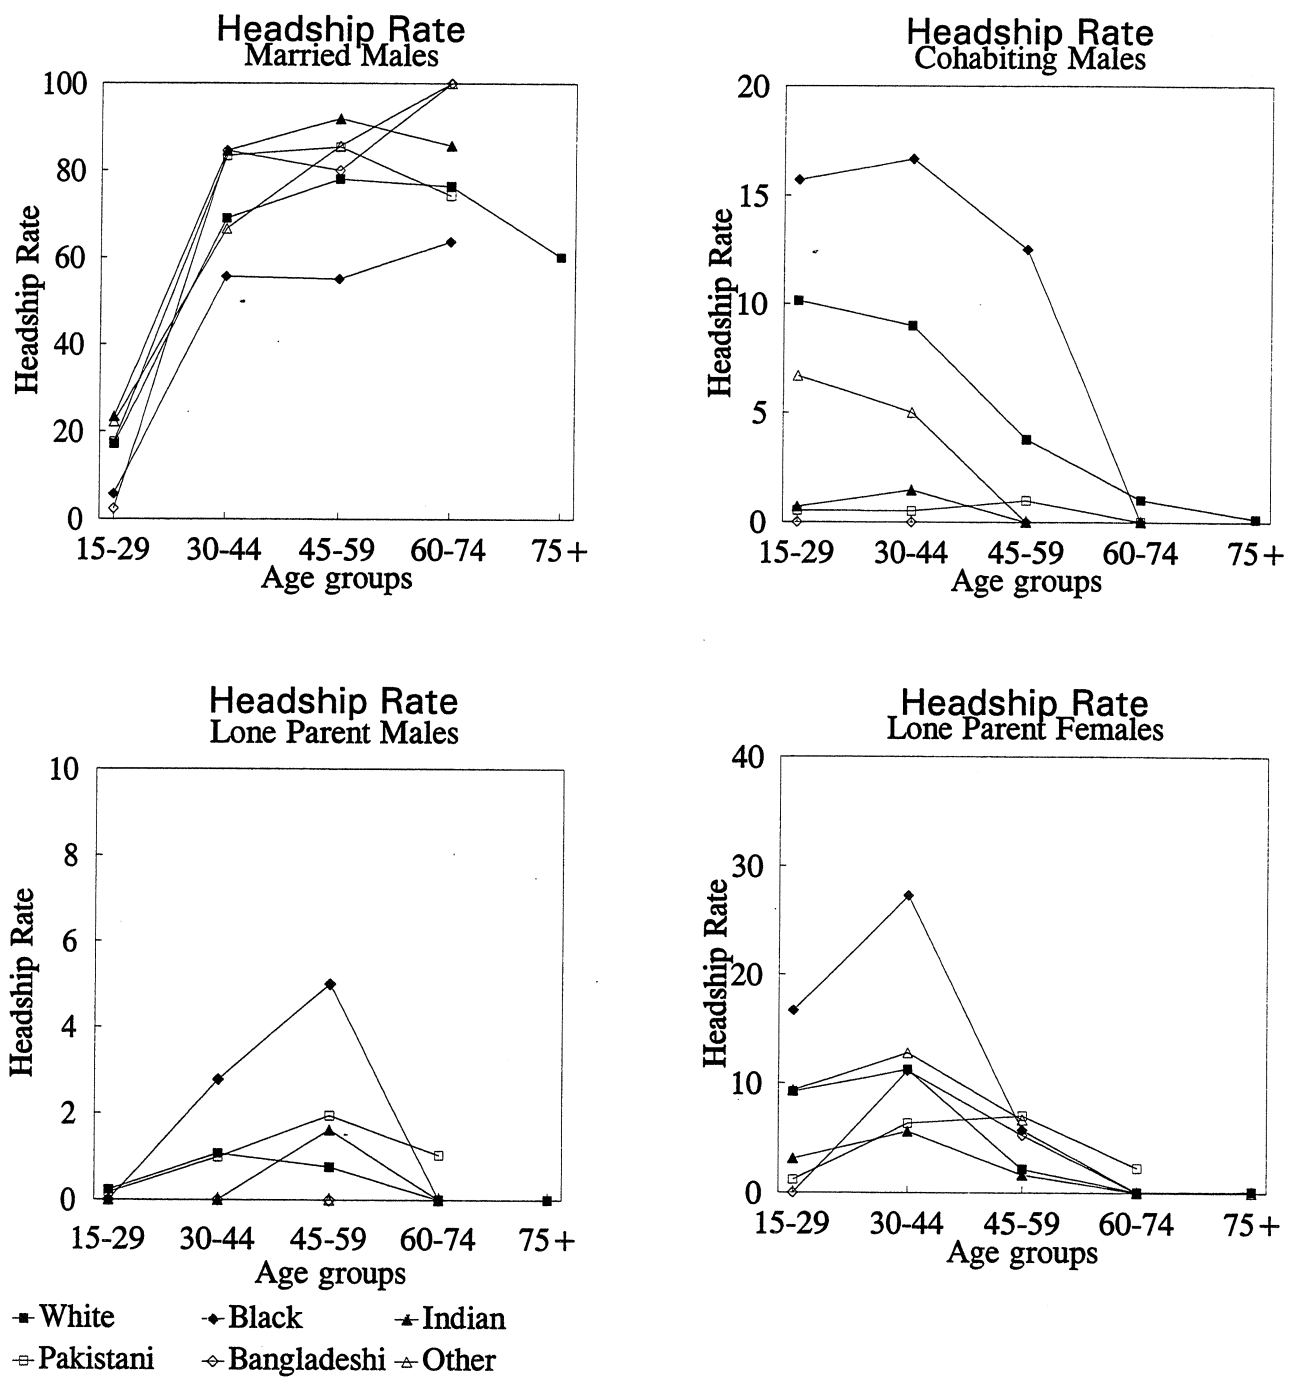 Headship Rate
Married Males
100
80
60
40
20
0
Headship Rate
15-29 30-44 45-59 60-74 75+
Age groups
Headship Rate
Cohabiting Males
20
15
10
5
0
Headship Rate
15-29 30-44 45-59 60-74 75+
Age groups
Headship Rate
Lone Parent Males
10
8
6
4
2
0
Headship Rate
15-29 30-44 45-59 60-74 75+
Age groups
Headship Rate
Lone Parent Females
40
30
20
10
0
Headship Rate
15-29 30-44 45-59 60-74 75+
Age groups
White Black Indian
Pakistani Bangladeshi Other